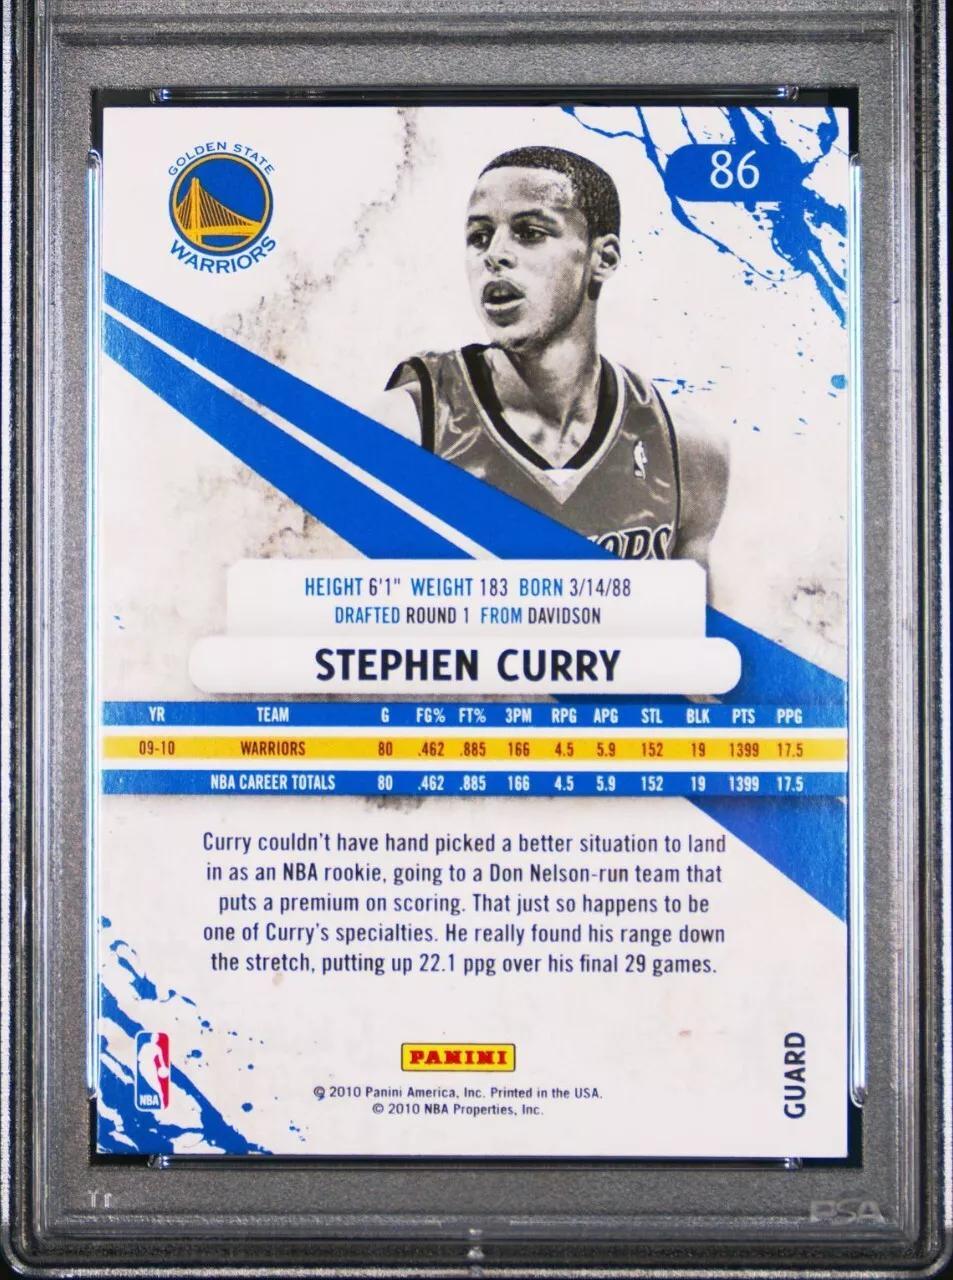 GOLDEN STATE
WARRIORS
86
HEIGHT 6'1" WEIGHT 183 BORN 3/14/88
DRAFTED ROUND 1 FROM DAVIDSON
STEPHEN CURRY
YR TEAM G FG% FT% 3PM RPG APG STL BLK PTS PPG
09-10 WARRIORS 80 .462 .885 166 4.5 5.9 152 19 1399 17.5
NBA CAREER TOTALS 80 .462 .885 166 4.5 5.9 152 19 1399 17.5
Curry couldn't have hand picked a better situation to land
in as an NBA rookie, going to a Don Nelson-run team that
puts a premium on scoring. That just so happens to be
one of Curry's specialties. He really found his range down
the stretch, putting up 22.1 ppg over his final 29 games.
NBA
PANINI
GUARD
© 2010 Panini America, Inc. Printed in the USA.
© 2010 NBA Properties, Inc.
PSA